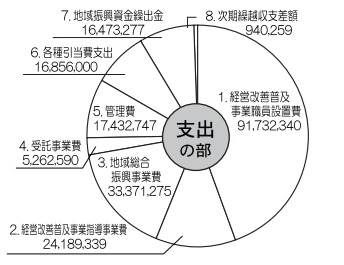 7. 地域振興資金繰出金
16,473,277
8. 次期繰越収支差額
940,259
6. 各種引当費支出
16,856,000
1. 経営改善普及
事業職員設置費
91,732,340
5. 管理費
17,432,747
支出
の部
4. 受託事業費
5,262,590
3. 地域総合
振興事業費
33,371,275
2. 経営改善普及事業指導事業費
24,189,339